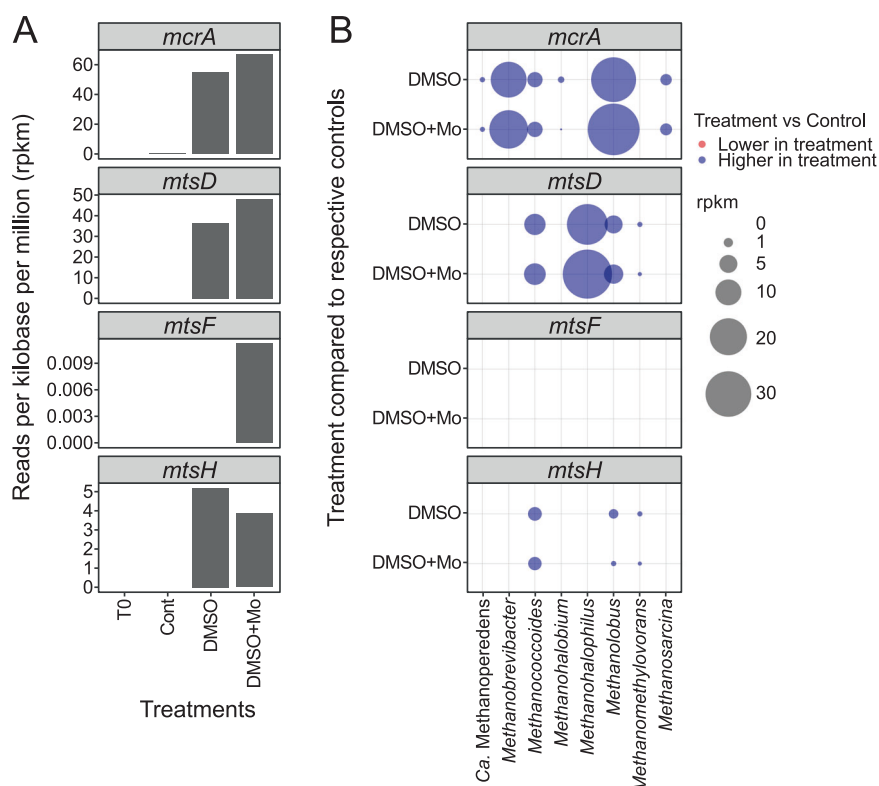 A
Reads per kilobase per million (rpkm)
mcrA
60
40
20
0
mtsD
50
40
30
20
10
0
mtsF
0.009
0.006
0.003
0.000
mtsH
5
4
3
2
1
0
T0
Cont
DMSO
DMSO+Mo
Treatments
B
Treatment compared to respective controls
mcrA
DMSO
DMSO+Mo
mtsD
DMSO
DMSO+Mo
mtsF
DMSO
DMSO+Mo
mtsH
DMSO
DMSO+Mo
Ca. Methanoperedens
Methanobrevibacter
Methanococcoides
Methanohalobium
Methanohalophilus
Methanolobus
Methanomethylovorans
Methanosarcina
Treatment vs Control
Lower in treatment
Higher in treatment
rpkm
0
1
5
10
20
30